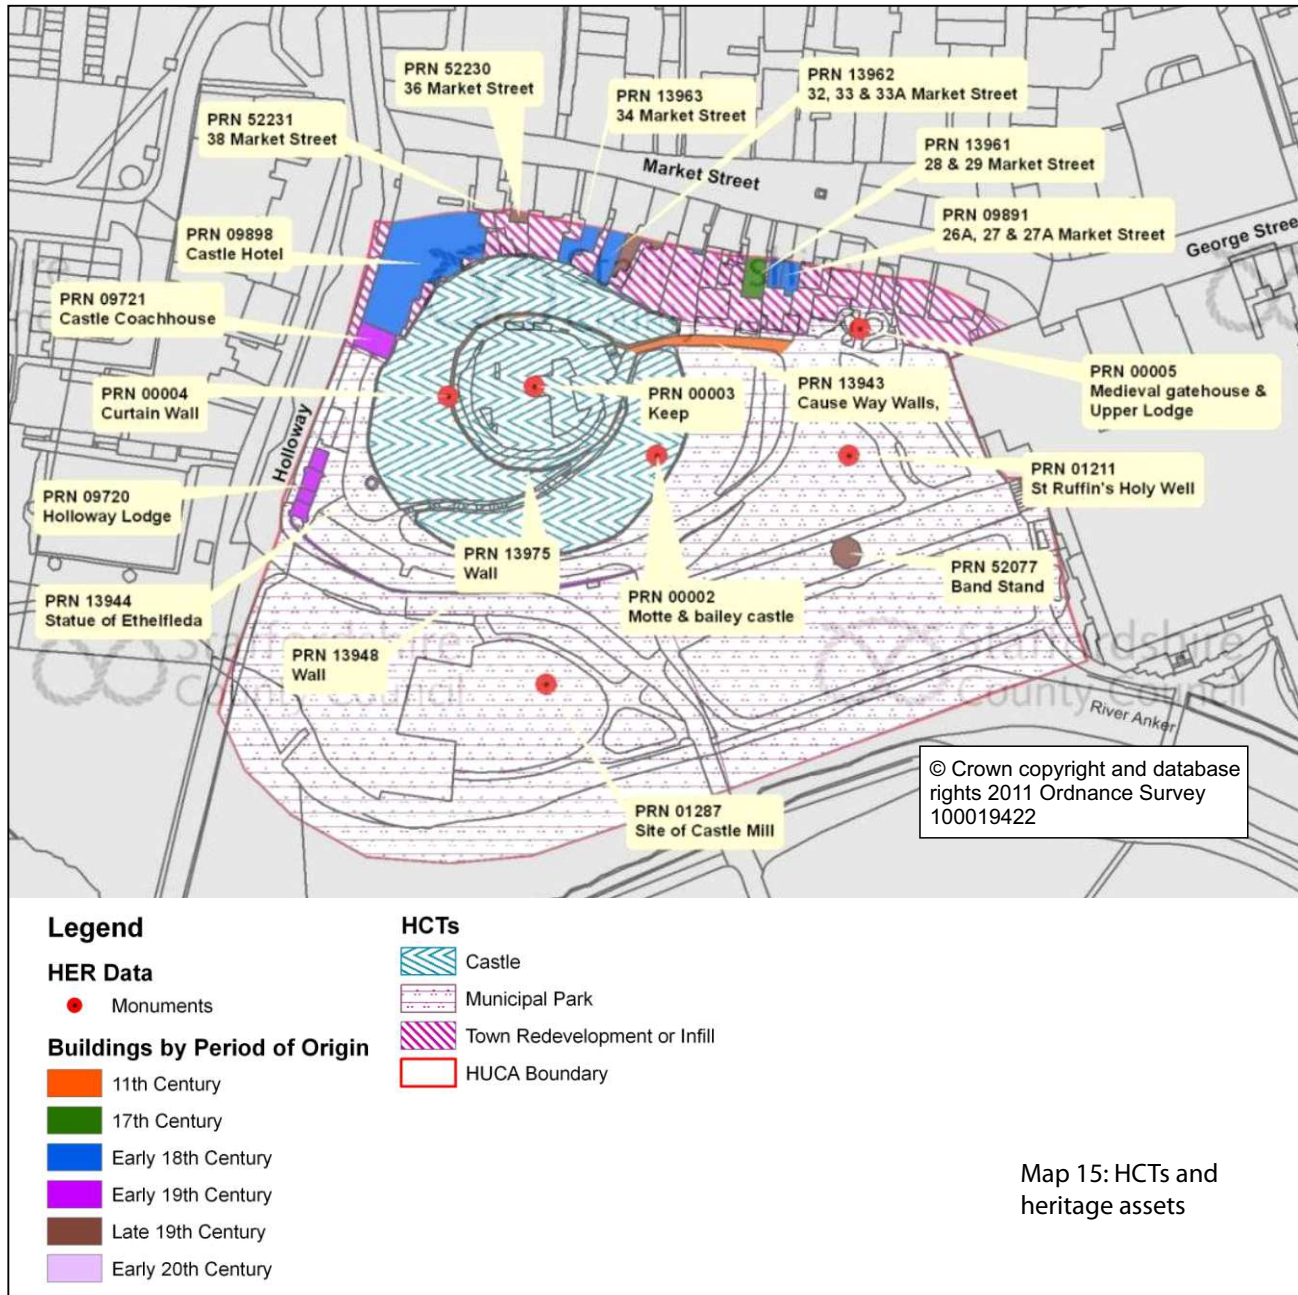 PRN 52230
36 Market Street
PRN 13962
32, 33 & 33A Market Street
PRN 13963
34 Market Street
PRN 52231
38 Market Street
PRN 13961
28 & 29 Market Street
Market Street
PRN 09891
26A, 27 & 27A Market Street
George Stree
PRN 09898
Castle Hotel
PRN 09721
Castle Coachhouse
PRN 00004
Curtain Wall
PRN 00003
Keep
PRN 13943
Cause Way Walls,
PRN 00005
Medieval gatehouse &
Upper Lodge
Holloway
PRN 01211
St Ruffin's Holy Well
PRN 09720
Holloway Lodge
PRN 13975
Wall
PRN 52077
Band Stand
PRN 00002
Motte & bailey castle
PRN 13944
Statue of Ethelfleda
PRN 13948
Wall
Staffordshire
County Council
Staffordshire
County Council
River Anker
© Crown copyright and database
rights 2011 Ordnance Survey
100019422
PRN 01287
Site of Castle Mill
Legend
HER Data
Monuments
Buildings by Period of Origin
11th Century
17th Century
Early 18th Century
Early 19th Century
Late 19th Century
Early 20th Century
HCTs
Castle
Municipal Park
Town Redevelopment or Infill
HUCA Boundary
Map 15: HCTs and
heritage assets